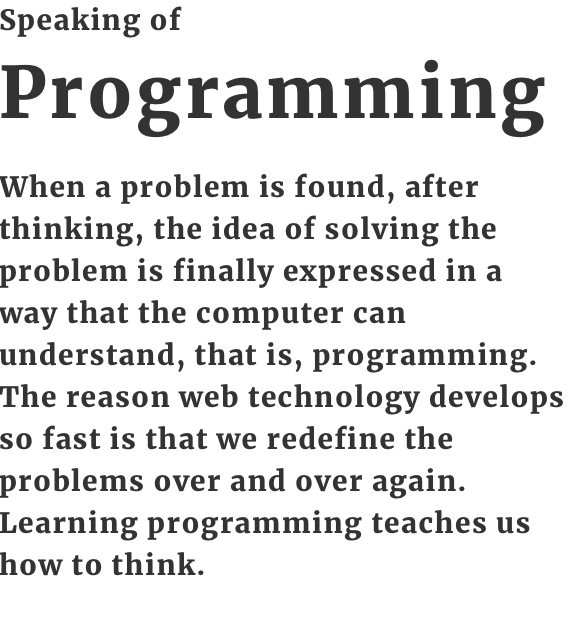 Speaking of
Programming
When a problem is found, after
thinking, the idea of solving the
problem is finally expressed in a
way that the computer can
understand, that is, programming.
The reason web technology develops
so fast is that we redefine the
problems over and over again.
Learning programming teaches us
how to think.